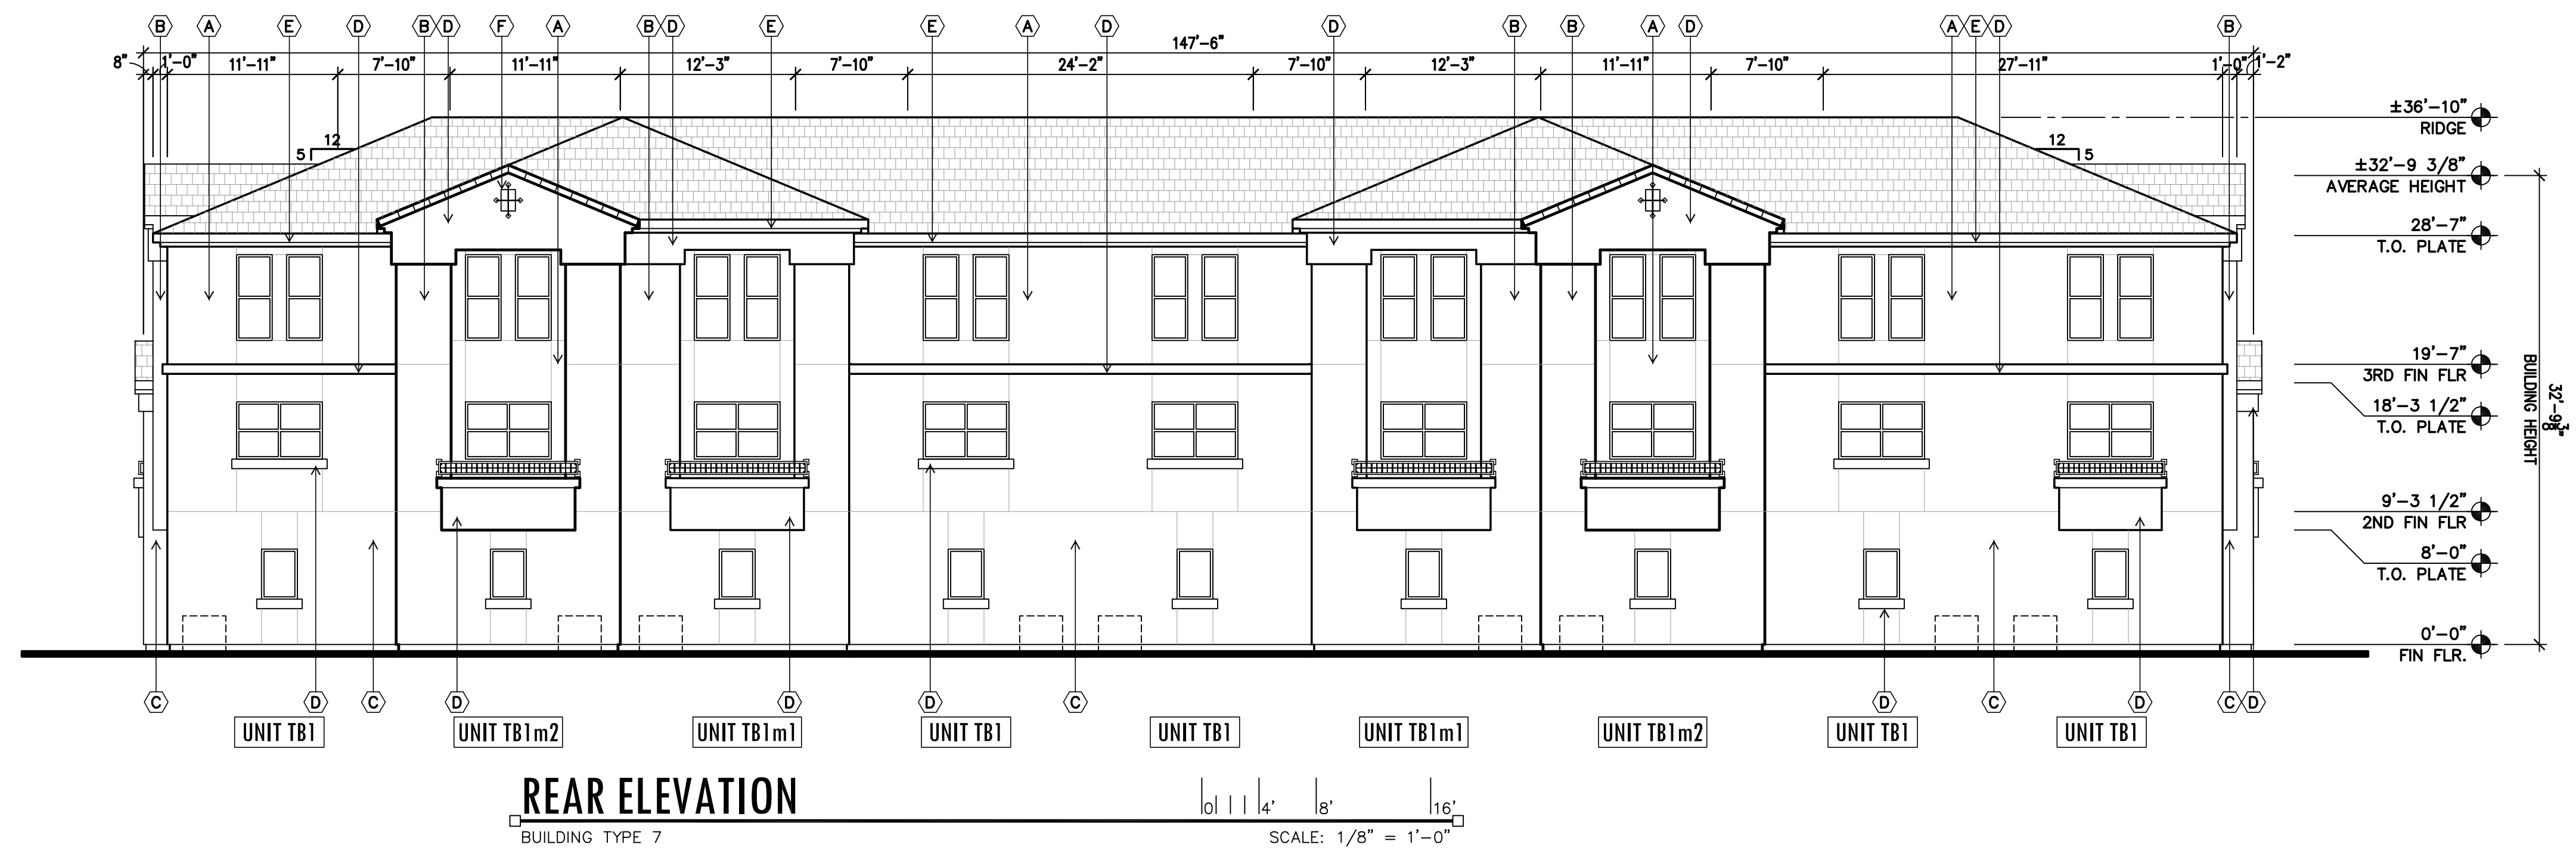 B A E D B D F A B D E E A D D B B A D A E D B
147'-6"
8" 1'-0" 11'-11" 7'-10" 11'-11" 12'-3" 7'-10" 24'-2" 7'-10" 12'-3" 11'-11" 7'-10" 27'-11" 1'-0" 1'-2"
±36'-10"
RIDGE
12
5
12
5
±32'-9 3/8"
AVERAGE HEIGHT
28'-7"
T.O. PLATE
19'-7"
3RD FIN FLR
18'-3 1/2"
T.O. PLATE
9'-3 1/2"
2ND FIN FLR
8'-0"
T.O. PLATE
0'-0"
FIN FLR.
BUILDING HEIGHT
32'-9 3/8"
C D C D D D C D C D C D
UNIT TB1 UNIT TB1m2 UNIT TB1m1 UNIT TB1 UNIT TB1 UNIT TB1m1 UNIT TB1m2 UNIT TB1 UNIT TB1
REAR ELEVATION
0 4' 8' 16'
BUILDING TYPE 7
SCALE: 1/8" = 1'-0"